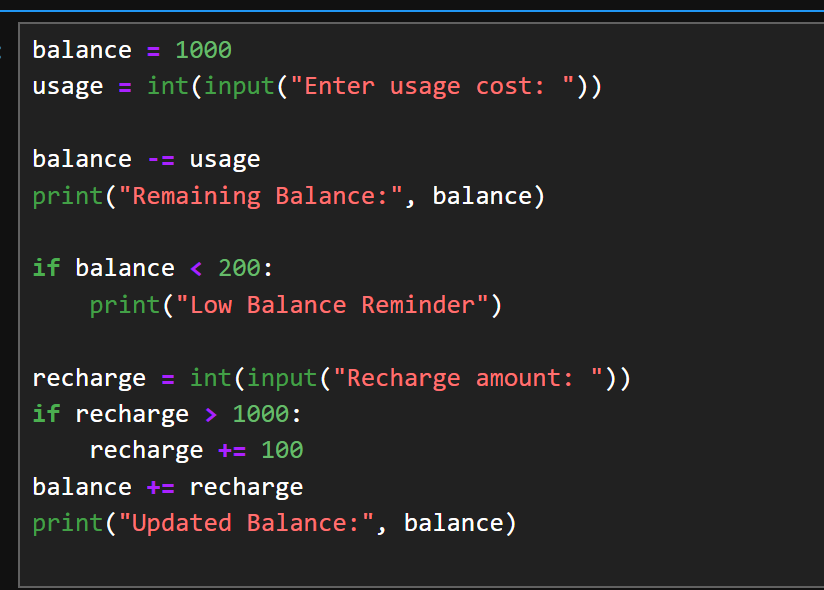 balance = 1000
usage = int(input("Enter usage cost: "))
balance -= usage
print("Remaining Balance:", balance)
if balance < 200:
    print("Low Balance Reminder")
recharge = int(input("Recharge amount: "))
if recharge > 1000:
    recharge += 100
balance += recharge
print("Updated Balance:", balance)